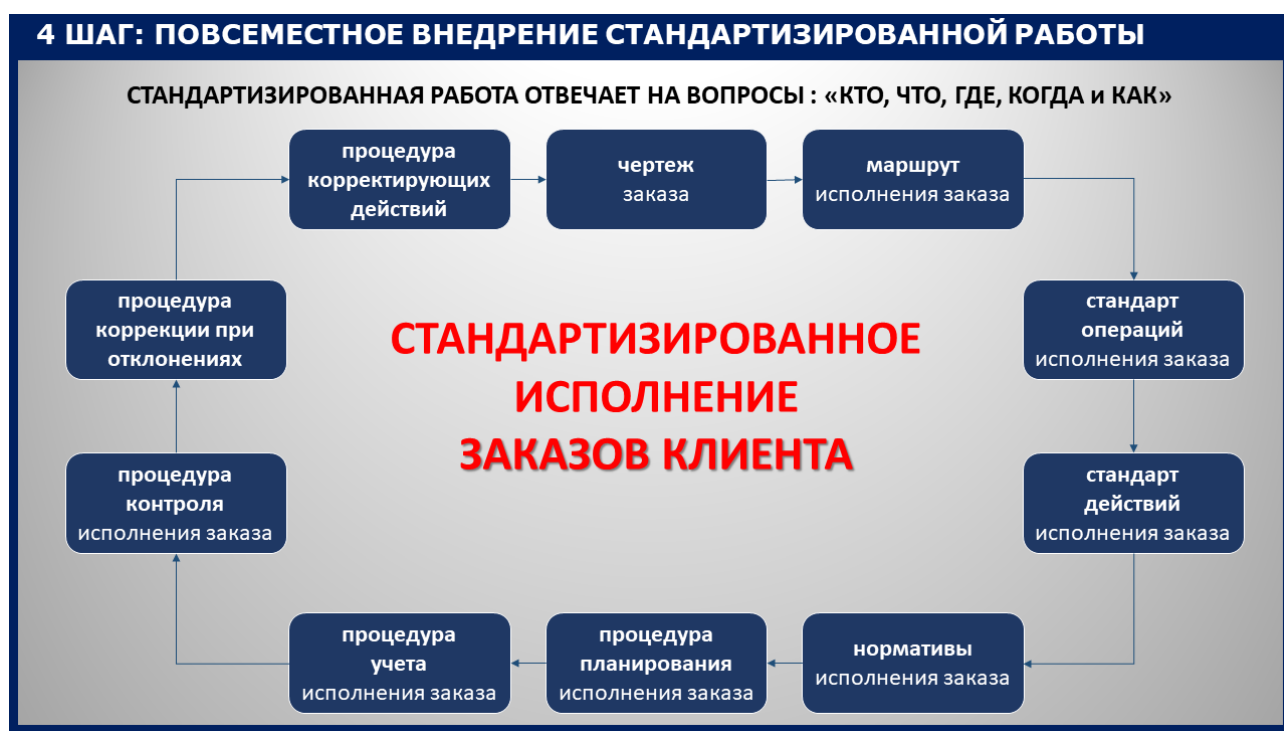 4 ШАГ: ПОВСЕМЕСТНОЕ ВНЕДРЕНИЕ СТАНДАРТИЗИРОВАННОЙ РАБОТЫ
СТАНДАРТИЗИРОВАННАЯ РАБОТА ОТВЕЧАЕТ НА ВОПРОСЫ : «КТО, ЧТО, ГДЕ, КОГДА и КАК»
процедура
корректирующих
действий
чертеж
заказа
маршрут
исполнения заказа
стандарт
операций
исполнения заказа
стандарт
действий
исполнения заказа
нормативы
исполнения заказа
процедура
планирования
исполнения заказа
процедура
учета
исполнения заказа
процедура
контроля
исполнения заказа
процедура
коррекции при
отклонениях
СТАНДАРТИЗИРОВАННОЕ
ИСПОЛНЕНИЕ
ЗАКАЗОВ КЛИЕНТА